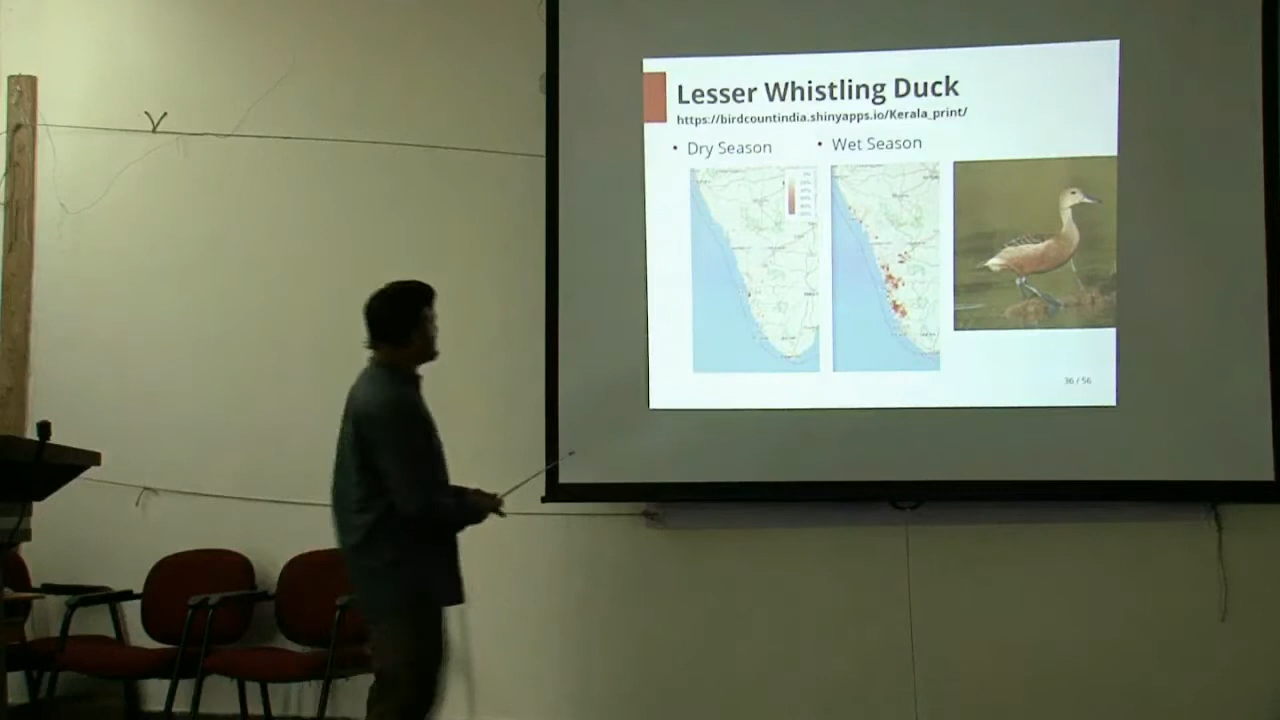 Lesser Whistling Duck
https://birdcountindia.shinyapps.io/Kerala_print/
• Dry Season
• Wet Season
36 / 56